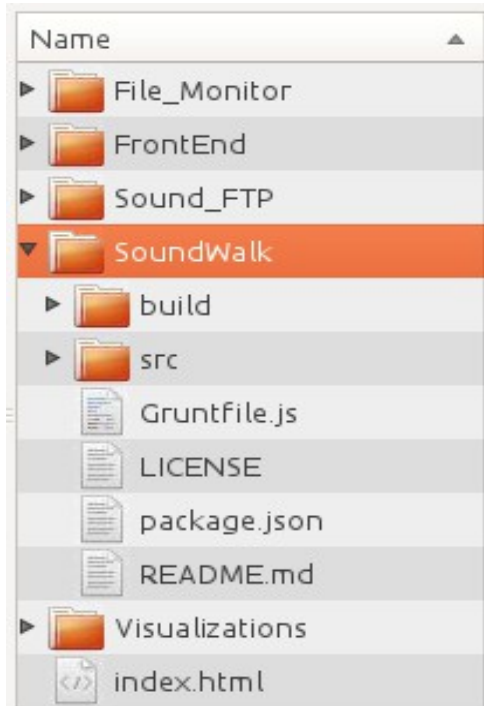 Name
File_Monitor
FrontEnd
Sound_FTP
SoundWalk
build
src
Gruntfile.js
LICENSE
package.json
README.md
Visualizations
index.html